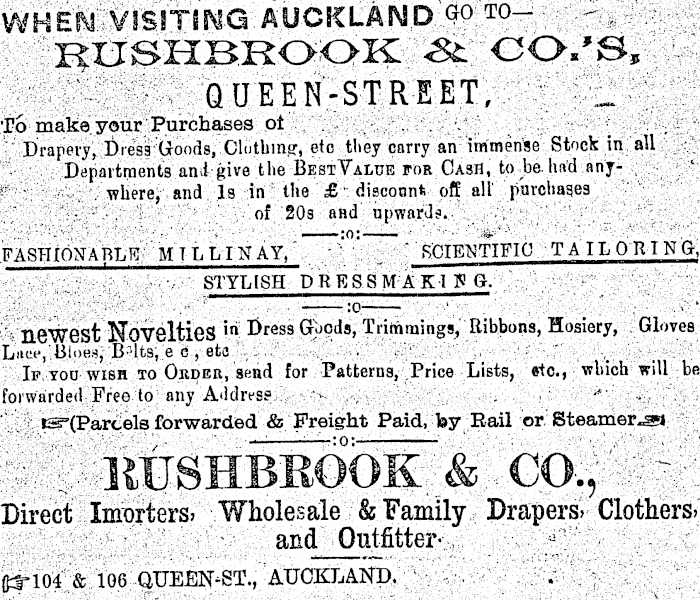 WHEN VISITING AUCKLAND GO TO—
RUSHBROOK & CO.'S,
QUEEN-STREET,
To make your Purchases of
Drapery, Dress Goods, Clothing, etc they carry an immense Stock in all
Departments and give the BEST VALUE FOR CASH, to be had any-
where, and 1s in the £ discount off all purchases
of 20s and upwards.
—:o:—
FASHIONABLE MILLINAY, SCIENTIFIC TAILORING,
STYLISH DRESSMAKING.
—:o—
newest Novelties in Dress Goods, Trimmings, Ribbons, Hosiery, Gloves
Lace, Bloes, Belts, e c , etc
IF YOU WISH TO ORDER, send for Patterns, Price Lists, etc., which will be
forwarded Free to any Address
☞(Parcels forwarded & Freight Paid, by Rail or Steamer.☜
—:o:—
RUSHBROOK & CO.,
Direct Imorters, Wholesale & Family Drapers, Clothers,
and Outfitter.
☞104 & 106 QUEEN-ST., AUCKLAND.